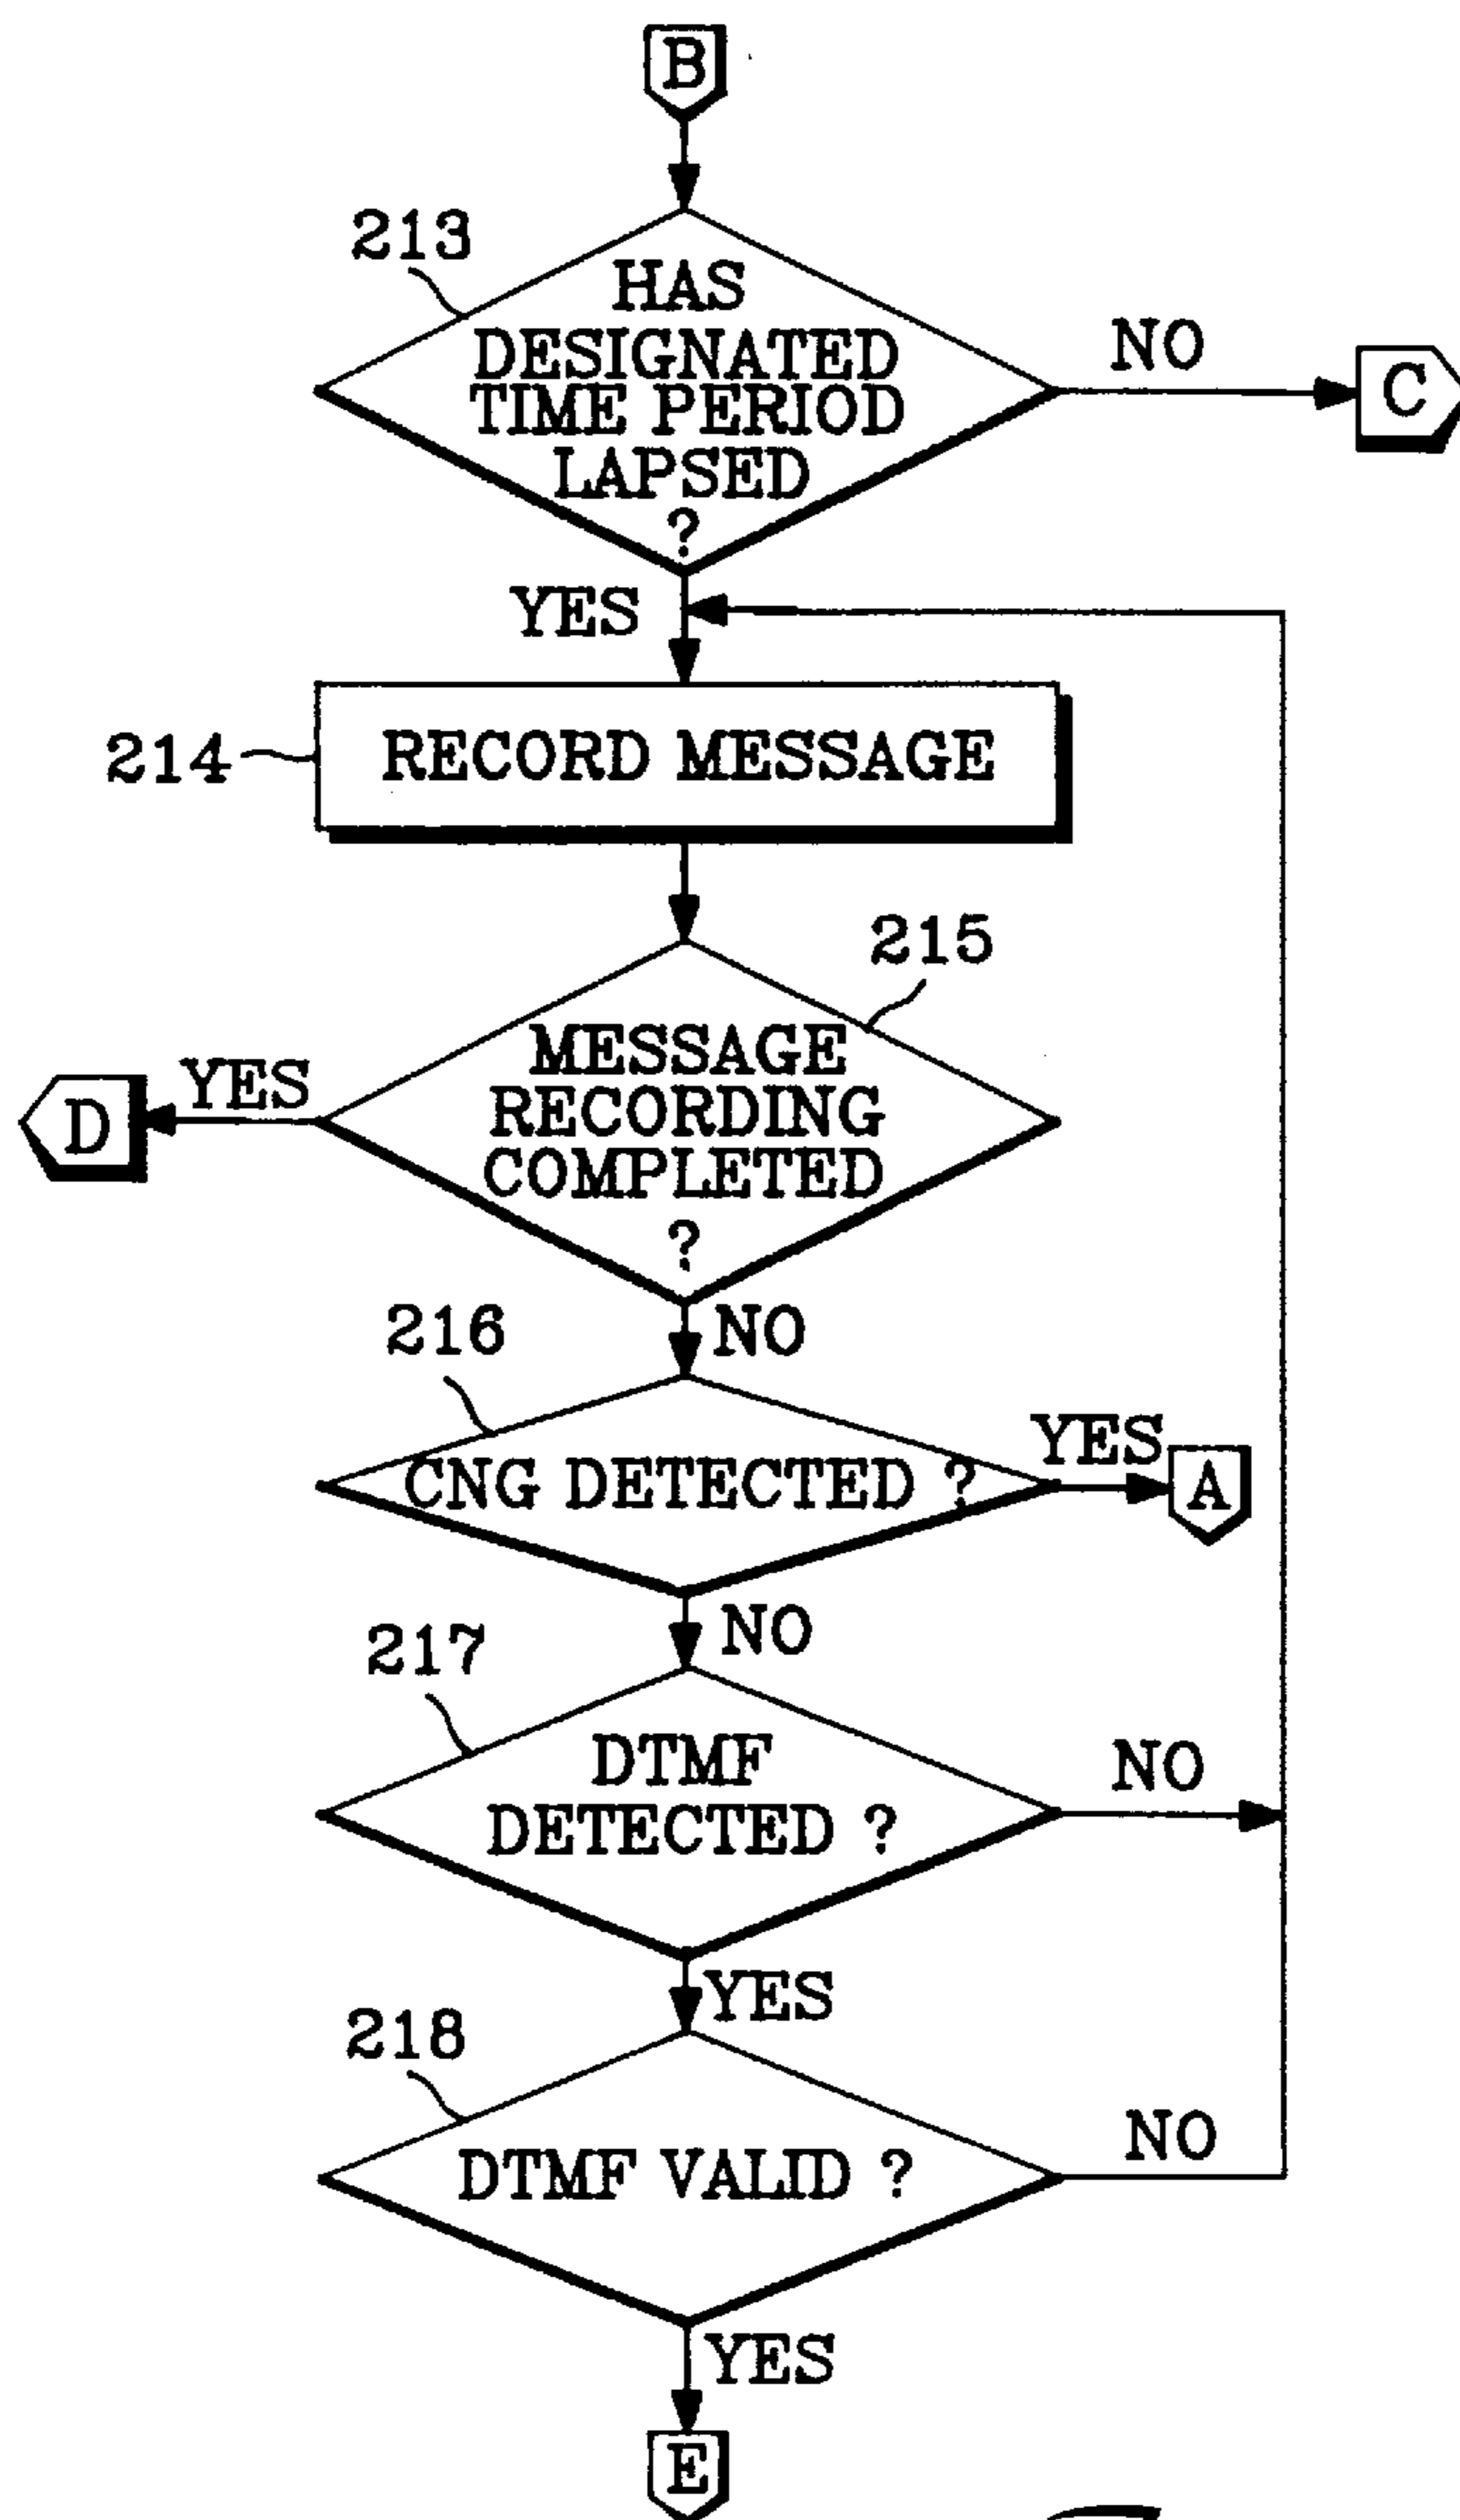 B
213
HAS
DESIGNATED
TIME PERIOD
LAPSED
?
NO
C
YES
214
RECORD MESSAGE
215
MESSAGE
RECORDING
COMPLETED
?
YES
D
NO
216
CNG DETECTED ?
YES
A
NO
217
DTMF
DETECTED ?
NO
YES
218
DTMF VALID ?
NO
YES
E